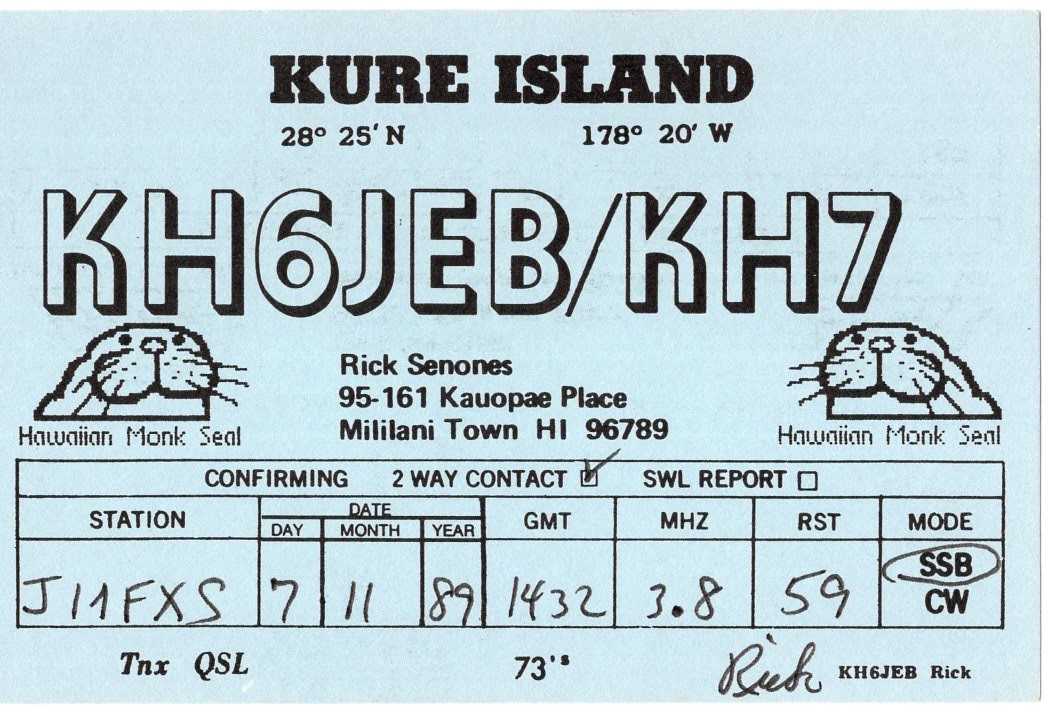 KURE ISLAND
28° 25' N 178° 20' W
KH6JEB/KH7
Rick Senones
95-161 Kauopae Place
Mililani Town HI 96789
Hawaiian Monk Seal Hawaiian Monk Seal
CONFIRMING 2 WAY CONTACT ☑ SWL REPORT ☐
STATION DATE GMT MHZ RST MODE
DAY MONTH YEAR
SSB
JI1FXS 7 11 89 1432 3.8 59
CW
Tnx QSL 73's Rick KH6JEB Rick